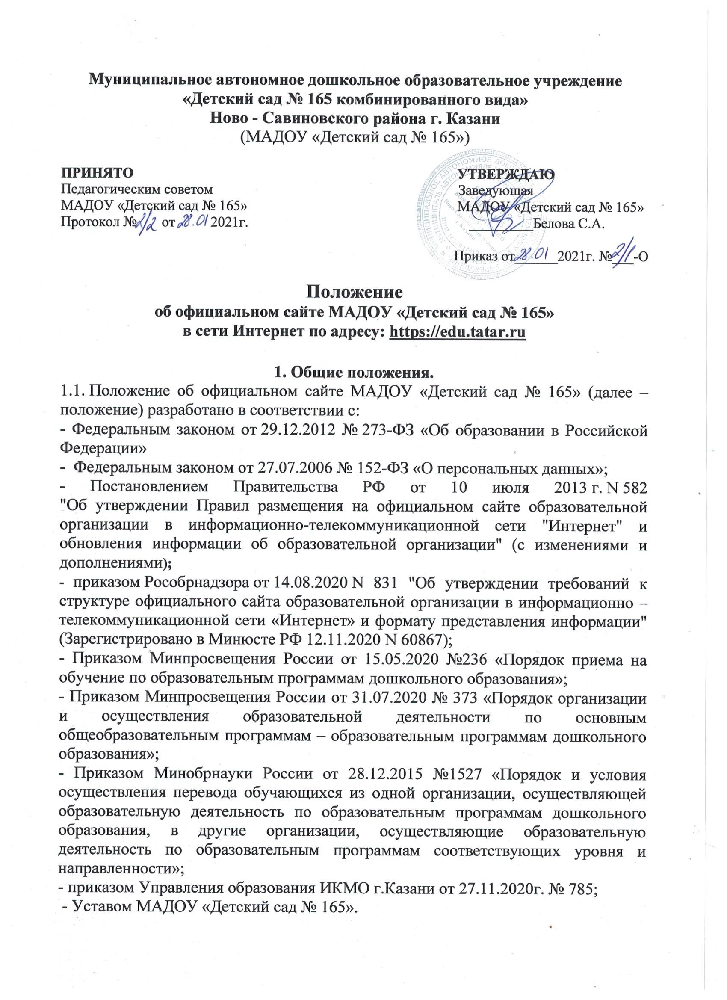 Муниципальное автономное дошкольное образовательное учреждение
«Детский сад № 165 комбинированного вида»
Ново - Савиновского района г. Казани
(МАДОУ «Детский сад № 165»)
ПРИНЯТО
Педагогическим советом
МАДОУ «Детский сад № 165»
Протокол № 2/2 от 28.01 2021г.
УТВЕРЖДАЮ
Заведующая
МАДОУ «Детский сад № 165»
_________Белова С.А.
Приказ от 28.01 2021г. № 2/1-О
Положение
об официальном сайте МАДОУ «Детский сад № 165»
в сети Интернет по адресу: https://edu.tatar.ru
1. Общие положения.
1.1. Положение об официальном сайте МАДОУ «Детский сад № 165» (далее –
положение) разработано в соответствии с:
- Федеральным законом от 29.12.2012 № 273-ФЗ «Об образовании в Российской
Федерации»
- Федеральным законом от 27.07.2006 № 152-ФЗ «О персональных данных»;
- Постановлением Правительства РФ от 10 июля 2013 г. N 582
"Об утверждении Правил размещения на официальном сайте образовательной
организации в информационно-телекоммуникационной сети "Интернет" и
обновления информации об образовательной организации" (с изменениями и
дополнениями);
- приказом Рособрнадзора от 14.08.2020 N 831 "Об утверждении требований к
структуре официального сайта образовательной организации в информационно –
телекоммуникационной сети «Интернет» и формату представления информации"
(Зарегистрировано в Минюсте РФ 12.11.2020 N 60867);
- Приказом Минпросвещения России от 15.05.2020 №236 «Порядок приема на
обучение по образовательным программам дошкольного образования»;
- Приказом Минпросвещения России от 31.07.2020 № 373 «Порядок организации
и осуществления образовательной деятельности по основным
общеобразовательным программам – образовательным программам дошкольного
образования»;
- Приказом Минобрнауки России от 28.12.2015 №1527 «Порядок и условия
осуществления перевода обучающихся из одной организации, осуществляющей
образовательную деятельность по образовательным программам дошкольного
образования, в другие организации, осуществляющие образовательную
деятельность по образовательным программам соответствующих уровня и
направленности»;
- приказом Управления образования ИКМО г.Казани от 27.11.2020г. № 785;
- Уставом МАДОУ «Детский сад № 165».